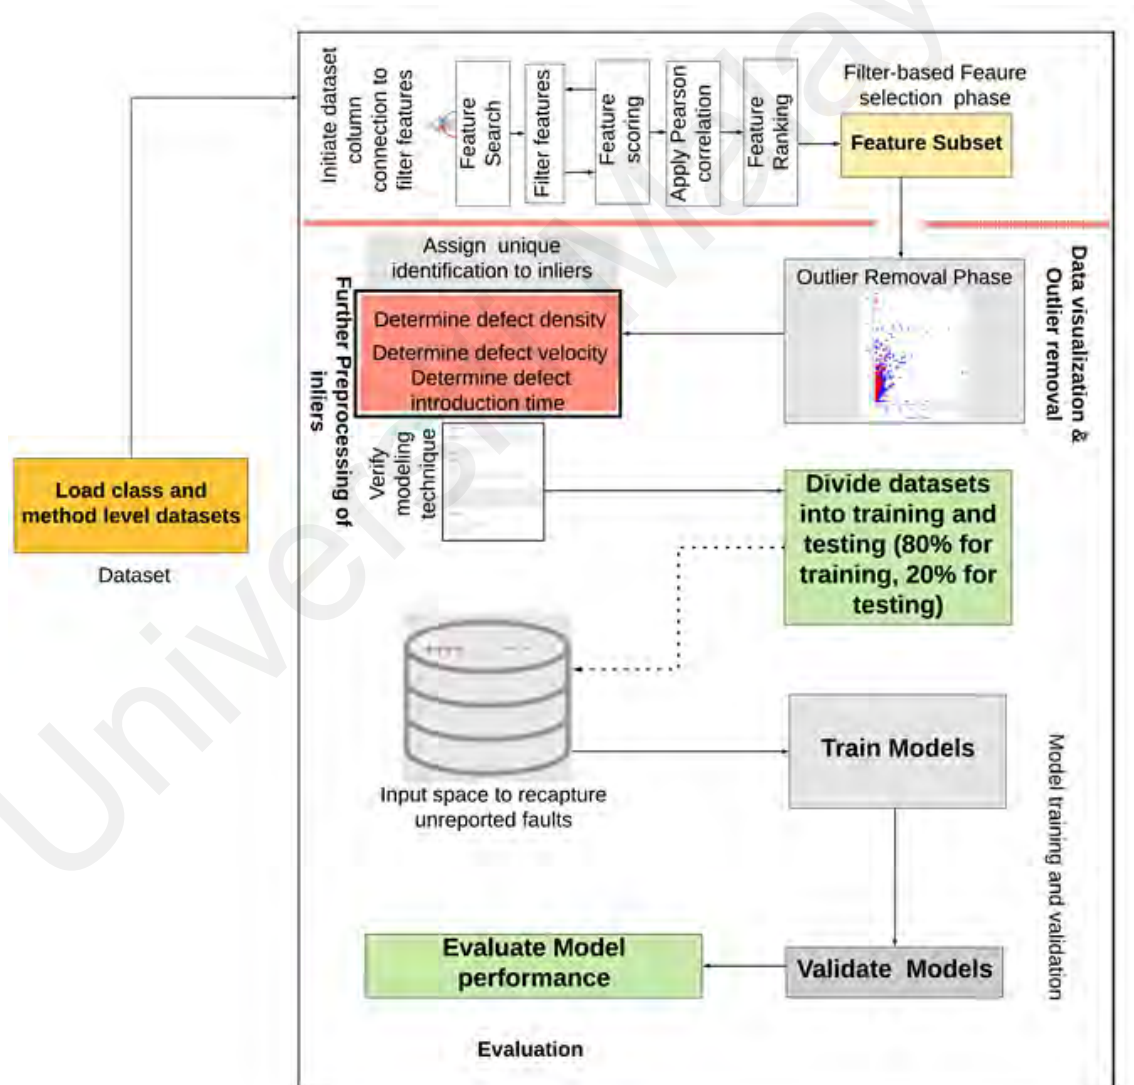 Initiate dataset
column
connection to
filter features
Feature
Search
Filter features
Feature
scoring
Apply Pearson
correlation
Feature
Ranking
Filter-based Feaure
selection phase
Feature Subset
Assign unique
identification to inliers
Determine defect density
Determine defect velocity
Determine defect
introduction time
Further Preprocessing of
inliers
Outlier Removal Phase
Data visualization &
Outlier removal
Verify
modeling
technique
Load class and
method level datasets
Dataset
Divide datasets
into training and
testing (80% for
training, 20% for
testing)
Input space to recapture
unreported faults
Train Models
Model training and validation
Validate Models
Evaluate Model
performance
Evaluation